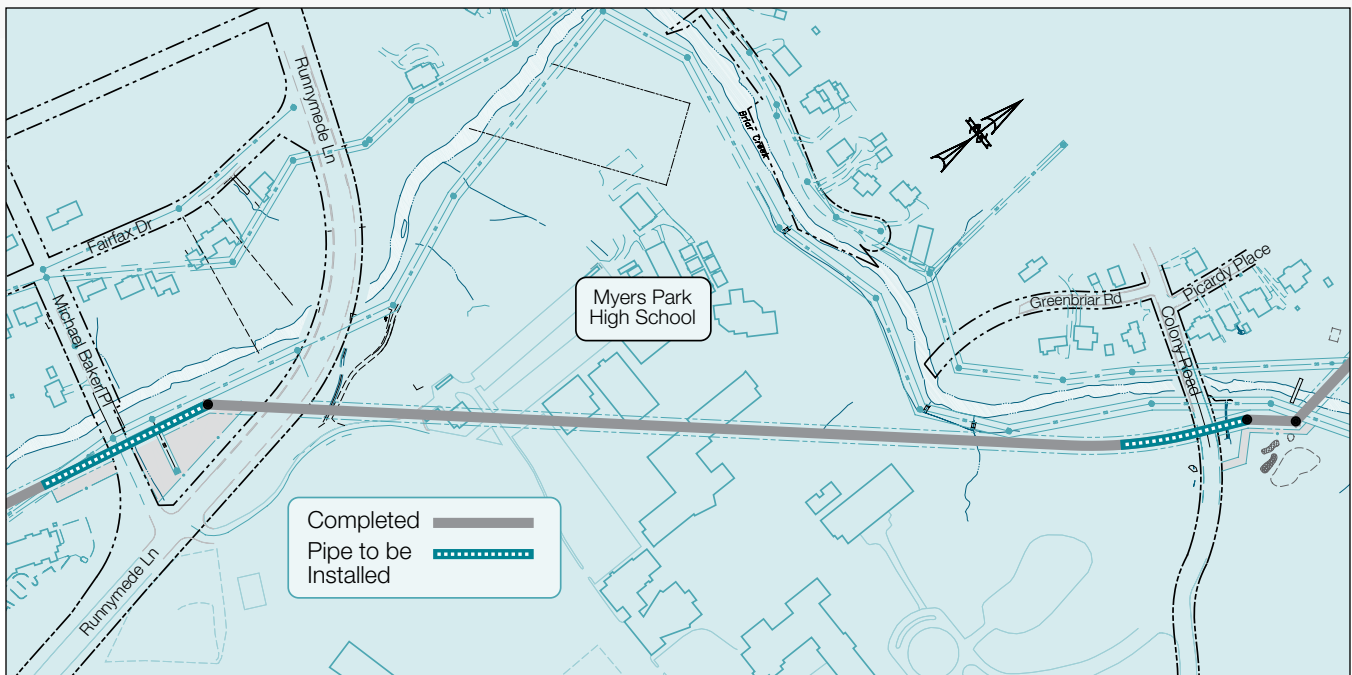 Runnymede Ln
Briar Creek
Fairfax Dr
Michael Baker Pl
Myers Park
High School
Greenbriar Rd
Picardy Place
Colony Road
Completed
Pipe to be
Installed
Runnymede Ln